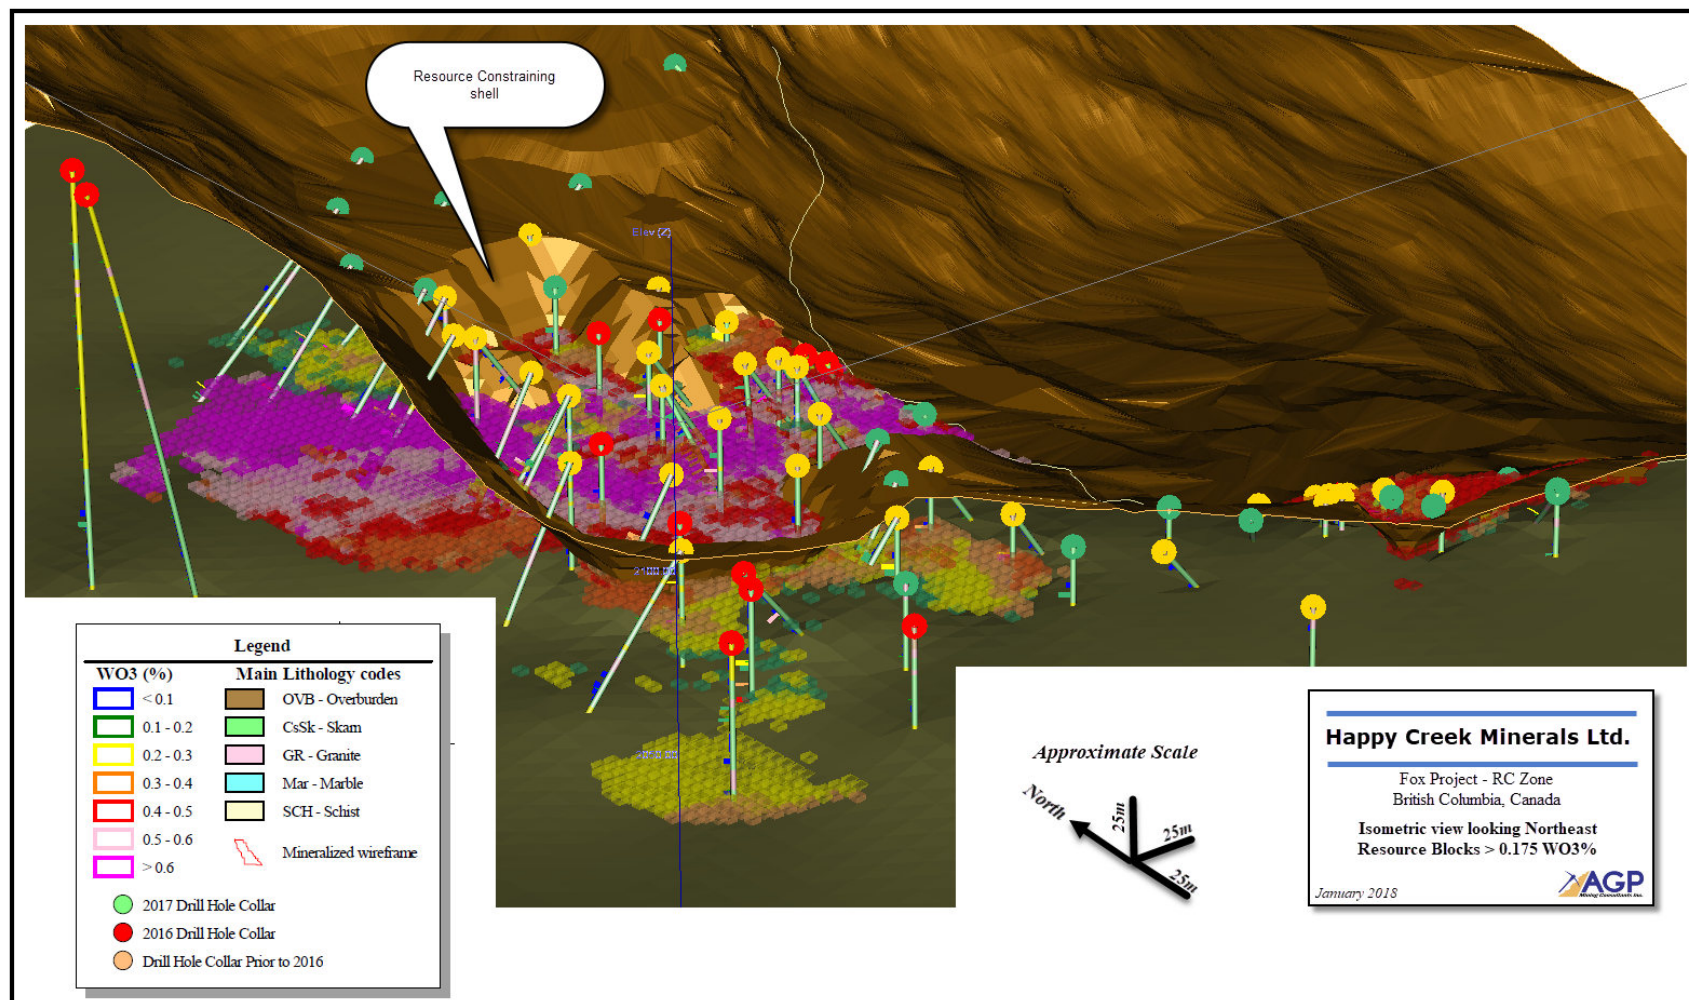 Resource Constraining
shell
Elev (Z)
Legend
WO3 (%)
Main Lithology codes
< 0.1
OVB - Overburden
0.1 - 0.2
CsSk - Skarn
0.2 - 0.3
GR - Granite
0.3 - 0.4
Mar - Marble
0.4 - 0.5
SCH - Schist
0.5 - 0.6
Mineralized wireframe
> 0.6
2017 Drill Hole Collar
2016 Drill Hole Collar
Drill Hole Collar Prior to 2016
Approximate Scale
North
25m
25m
25m
Happy Creek Minerals Ltd.
Fox Project - RC Zone
British Columbia, Canada
Isometric view looking Northeast
Resource Blocks > 0.175 WO3%
January 2018
AGP
Mining Consultants Inc.